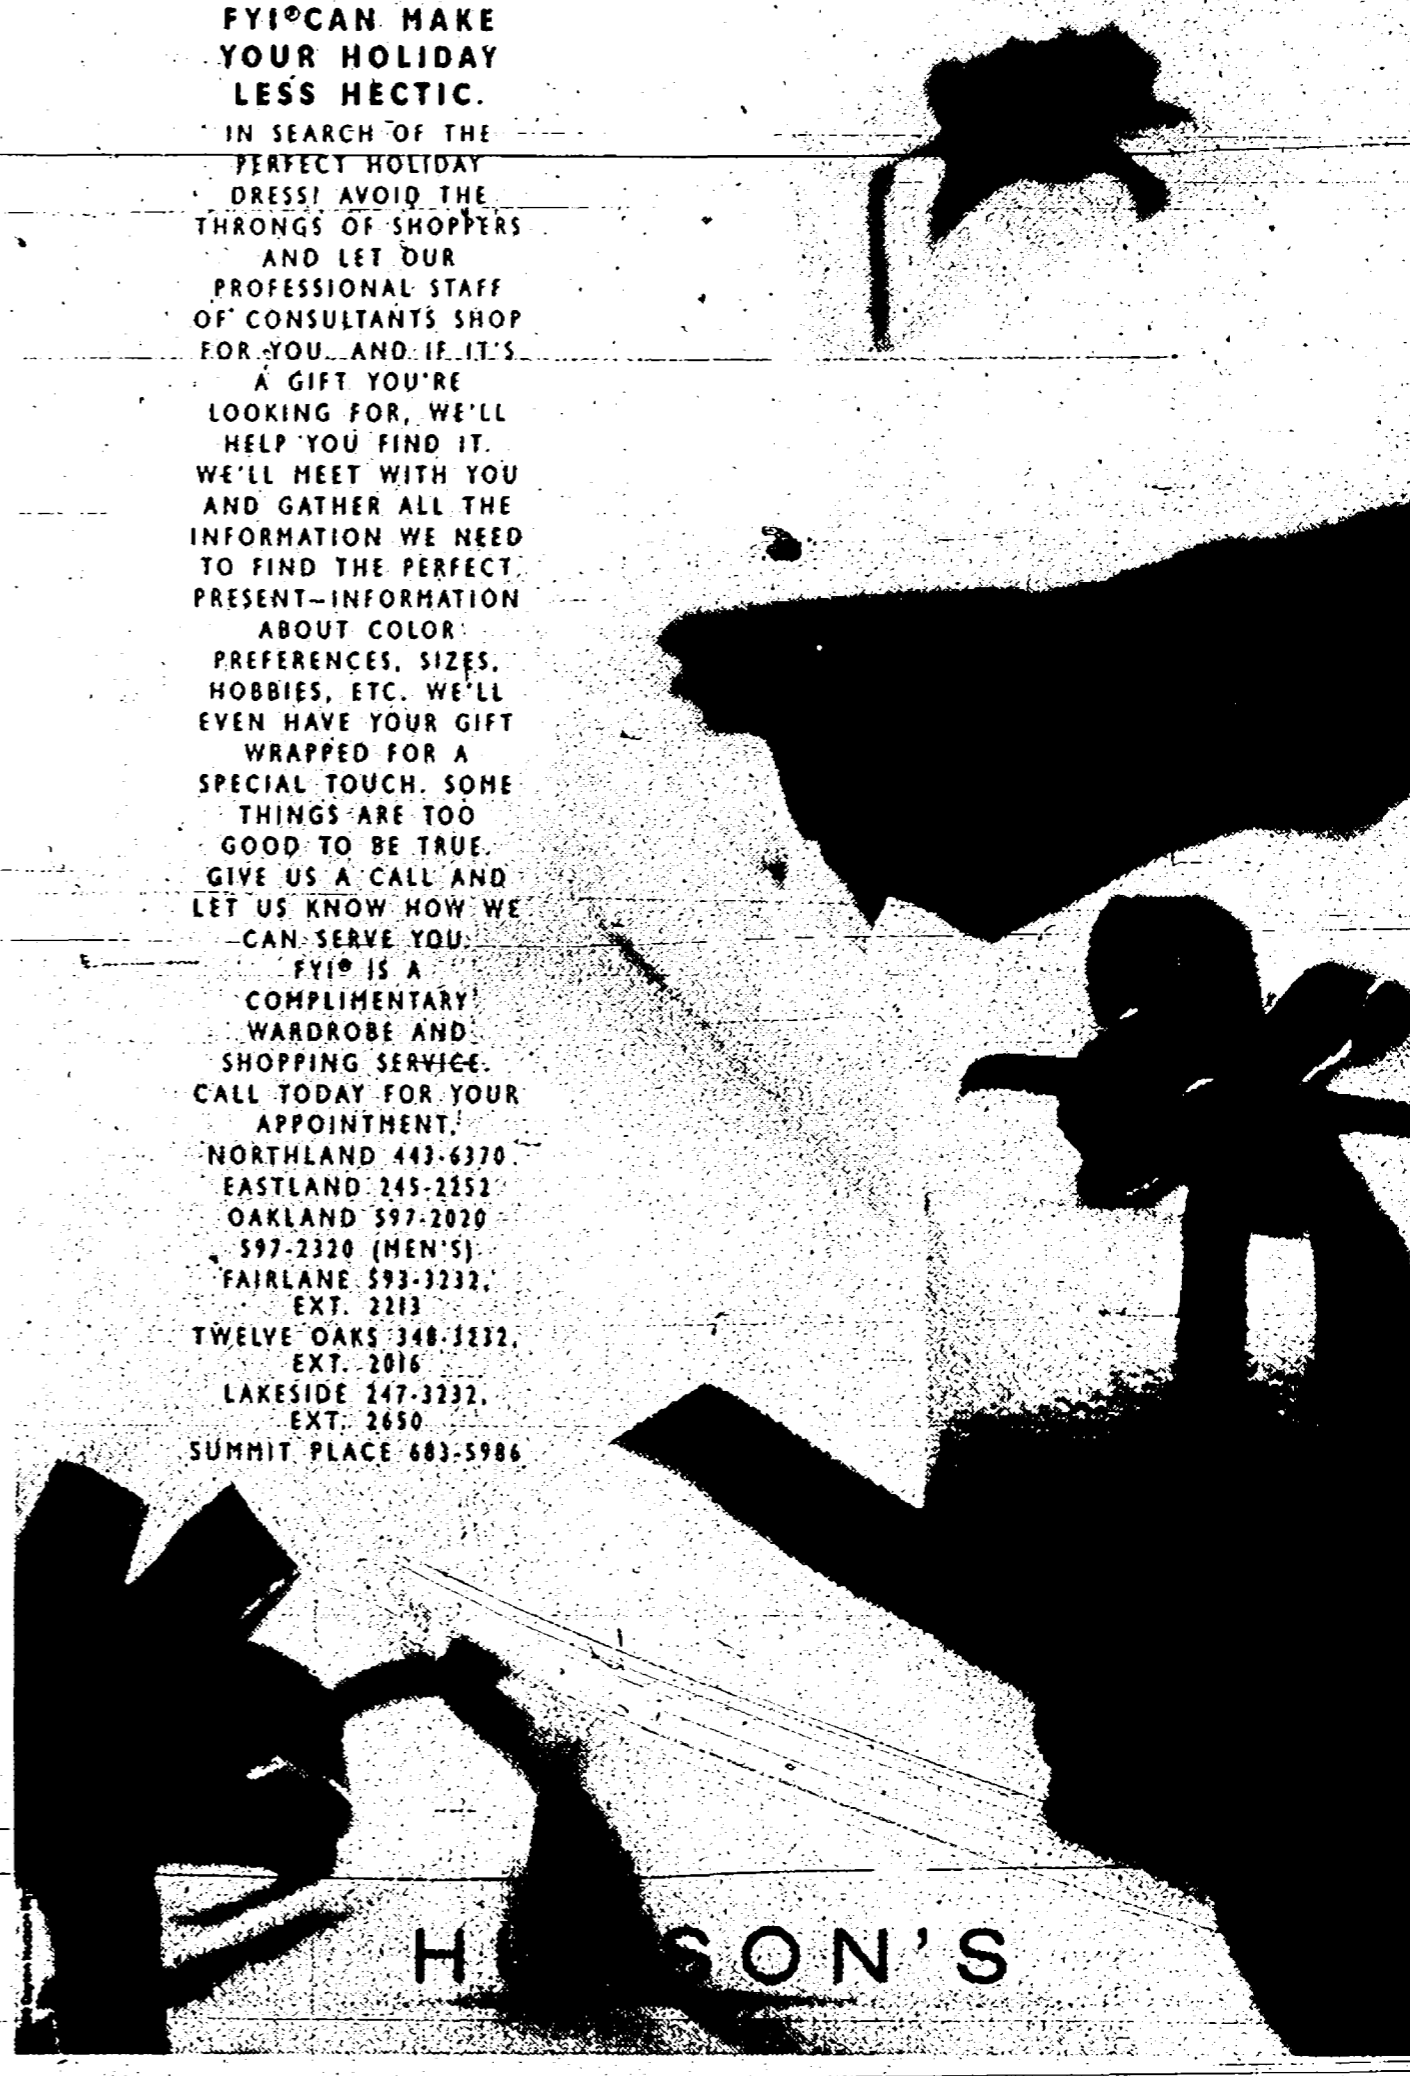 FYI® CAN MAKE
YOUR HOLIDAY
LESS HECTIC.
IN SEARCH OF THE
PERFECT HOLIDAY
DRESS? AVOID THE
THRONGS OF SHOPPERS
AND LET OUR
PROFESSIONAL STAFF
OF CONSULTANTS SHOP
FOR YOU. AND IF IT'S
A GIFT YOU'RE
LOOKING FOR, WE'LL
HELP YOU FIND IT.
WE'LL MEET WITH YOU
AND GATHER ALL THE
INFORMATION WE NEED
TO FIND THE PERFECT
PRESENT—INFORMATION
ABOUT COLOR
PREFERENCES, SIZES,
HOBBIES, ETC. WE'LL
EVEN HAVE YOUR GIFT
WRAPPED FOR A
SPECIAL TOUCH. SOME
THINGS ARE TOO
GOOD TO BE TRUE.
GIVE US A CALL AND
LET US KNOW HOW WE
CAN SERVE YOU.
FYI® IS A
COMPLIMENTARY
WARDROBE AND
SHOPPING SERVICE.
CALL TODAY FOR YOUR
APPOINTMENT.
NORTHLAND 443-6370
EASTLAND 245-2252
OAKLAND 597-2020
597-2320 (MEN'S)
FAIRLANE 593-3232,
EXT. 2213
TWELVE OAKS 348-3232,
EXT. 2016
LAKESIDE 247-3232,
EXT. 2650
SUMMIT PLACE 683-5986
HUDSON'S